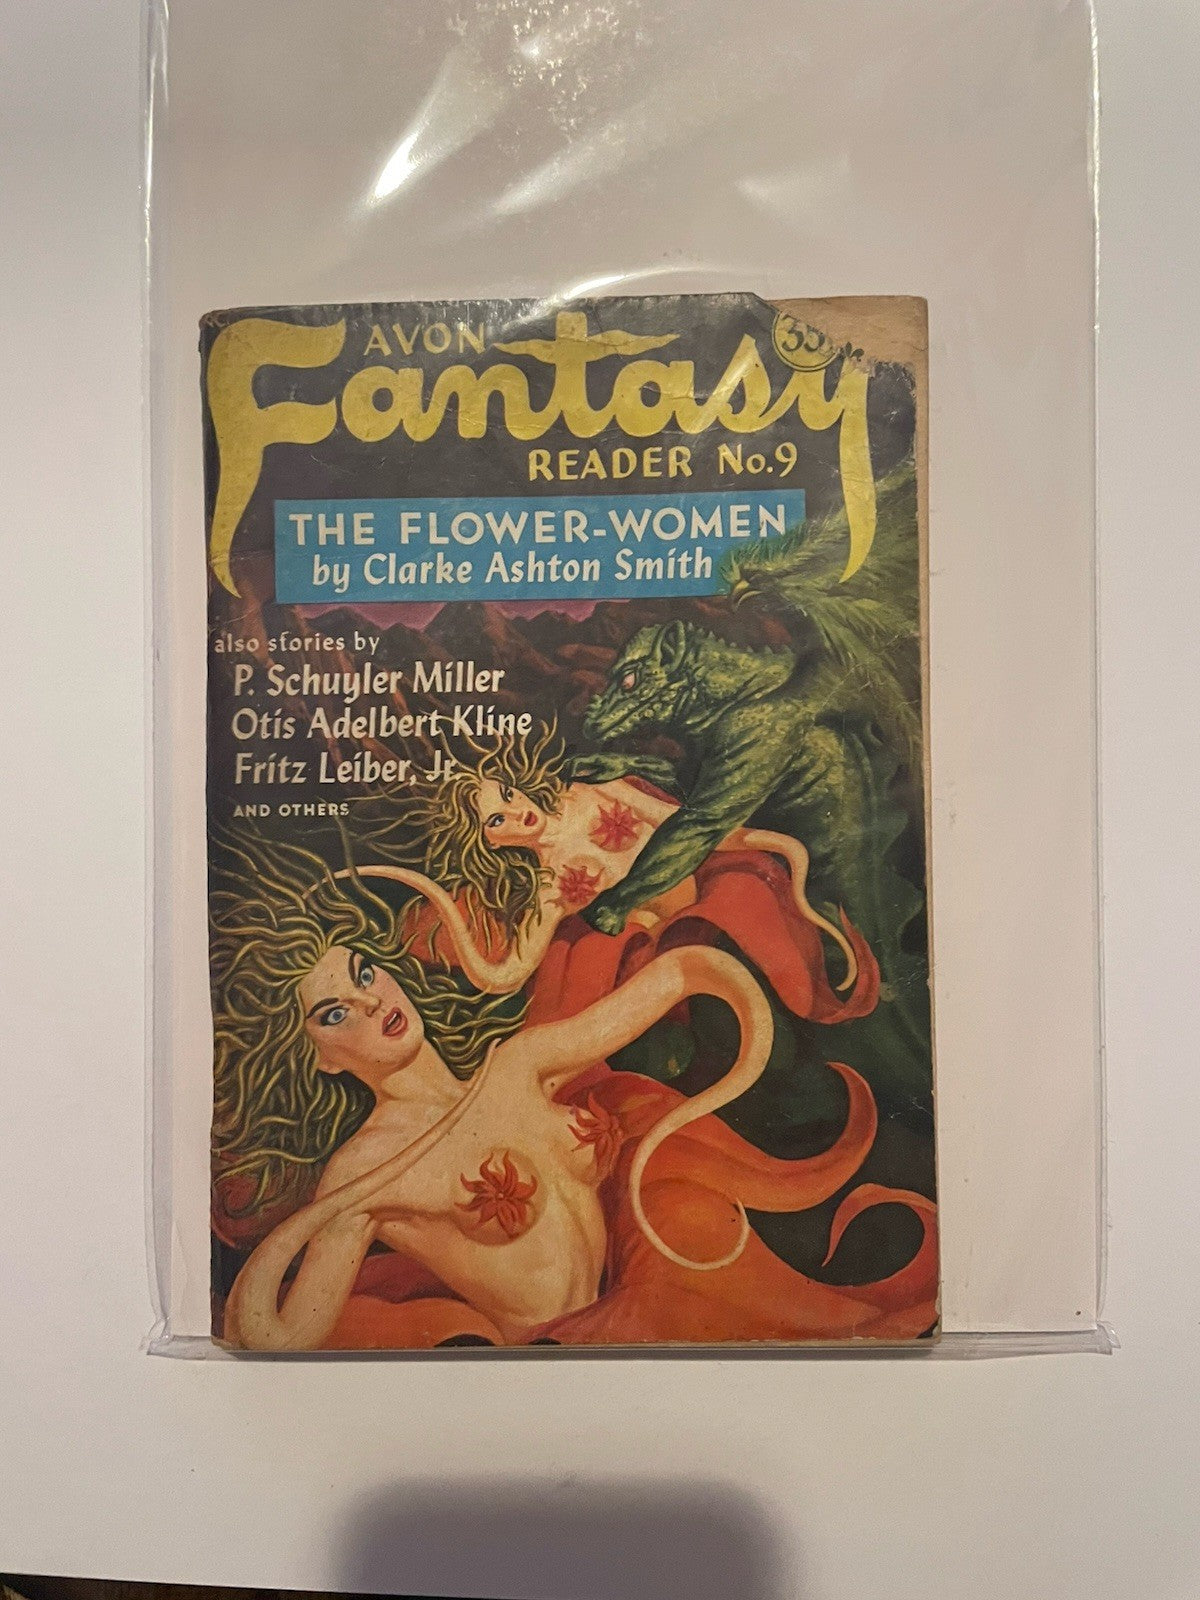 AVON
Fantasy
35
READER No.9
THE FLOWER-WOMEN
by Clarke Ashton Smith
also stories by
P. Schuyler Miller
Otis Adelbert Kline
Fritz Leiber, Jr.
AND OTHERS